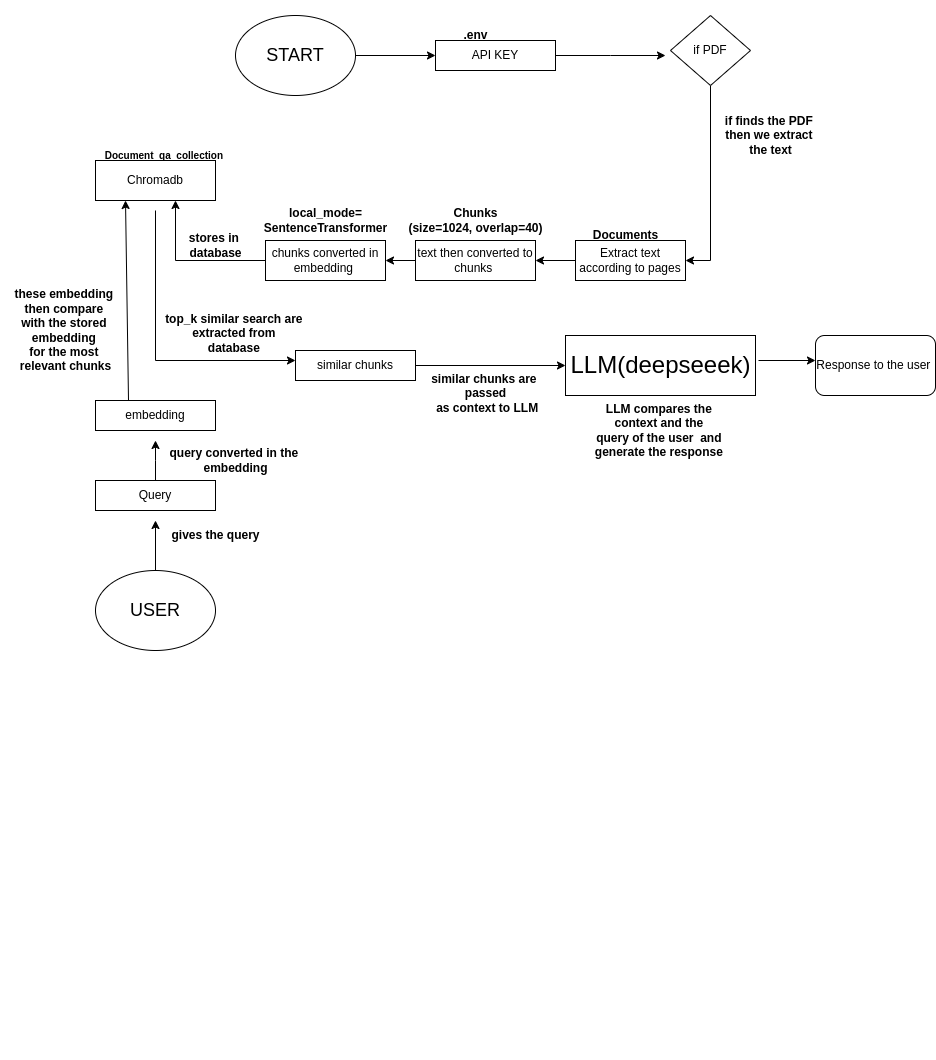 .env
START
API KEY
if PDF
if finds the PDF
then we extract
the text
Document_qa_collection
Chromadb
local_mode=
SentenceTransformer
Chunks
(size=1024, overlap=40)
Documents
stores in
database
chunks converted in
embedding
text then converted to
chunks
Extract text
according to pages
these embedding
then compare
with the stored
embedding
for the most
relevant chunks
top_k similar search are
extracted from
database
similar chunks
similar chunks are
passed
as context to LLM
LLM(deepseeek)
Response to the user
LLM compares the
context and the
query of the user and
generate the response
embedding
query converted in the
embedding
Query
gives the query
USER